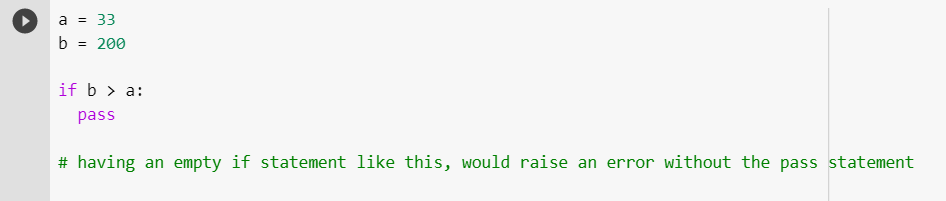 a = 33
b = 200
if b > a:
  pass
# having an empty if statement like this, would raise an error without the pass statement